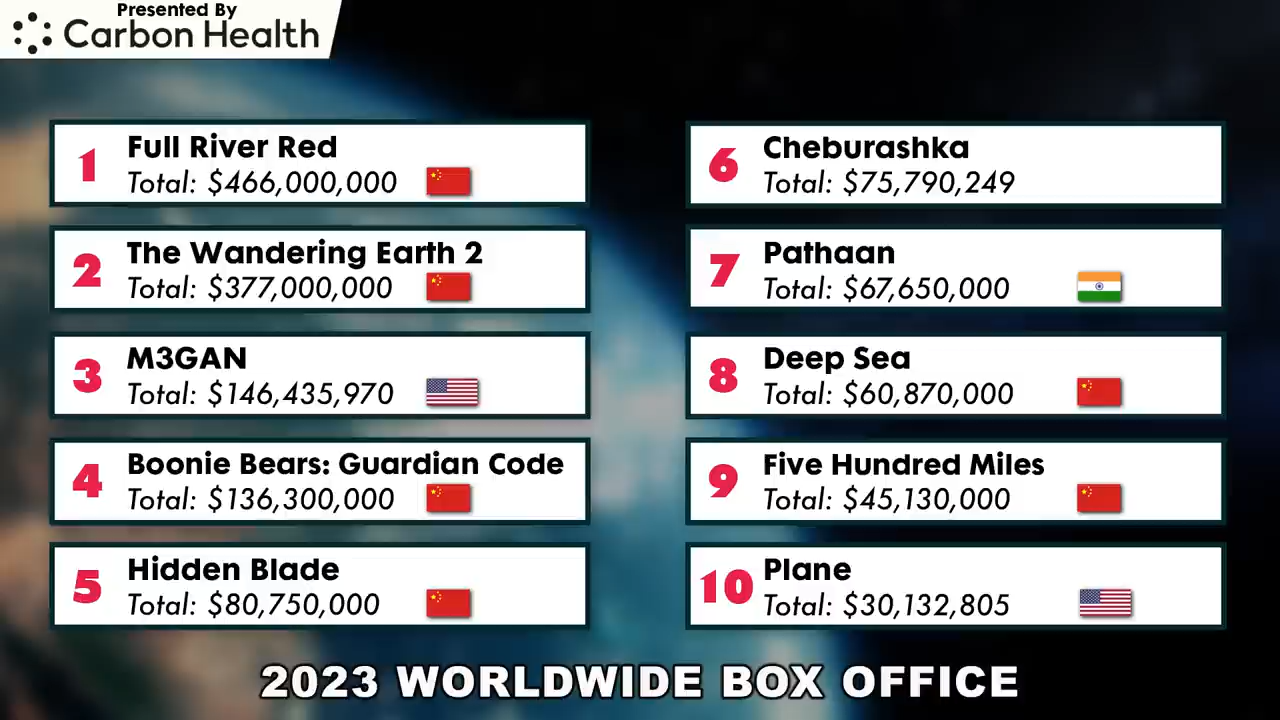 Presented By
Carbon Health
1
Full River Red
Total: $466,000,000
2
The Wandering Earth 2
Total: $377,000,000
3
M3GAN
Total: $146,435,970
4
Boonie Bears: Guardian Code
Total: $136,300,000
5
Hidden Blade
Total: $80,750,000
6
Cheburashka
Total: $75,790,249
7
Pathaan
Total: $67,650,000
8
Deep Sea
Total: $60,870,000
9
Five Hundred Miles
Total: $45,130,000
10
Plane
Total: $30,132,805
2023 WORLDWIDE BOX OFFICE